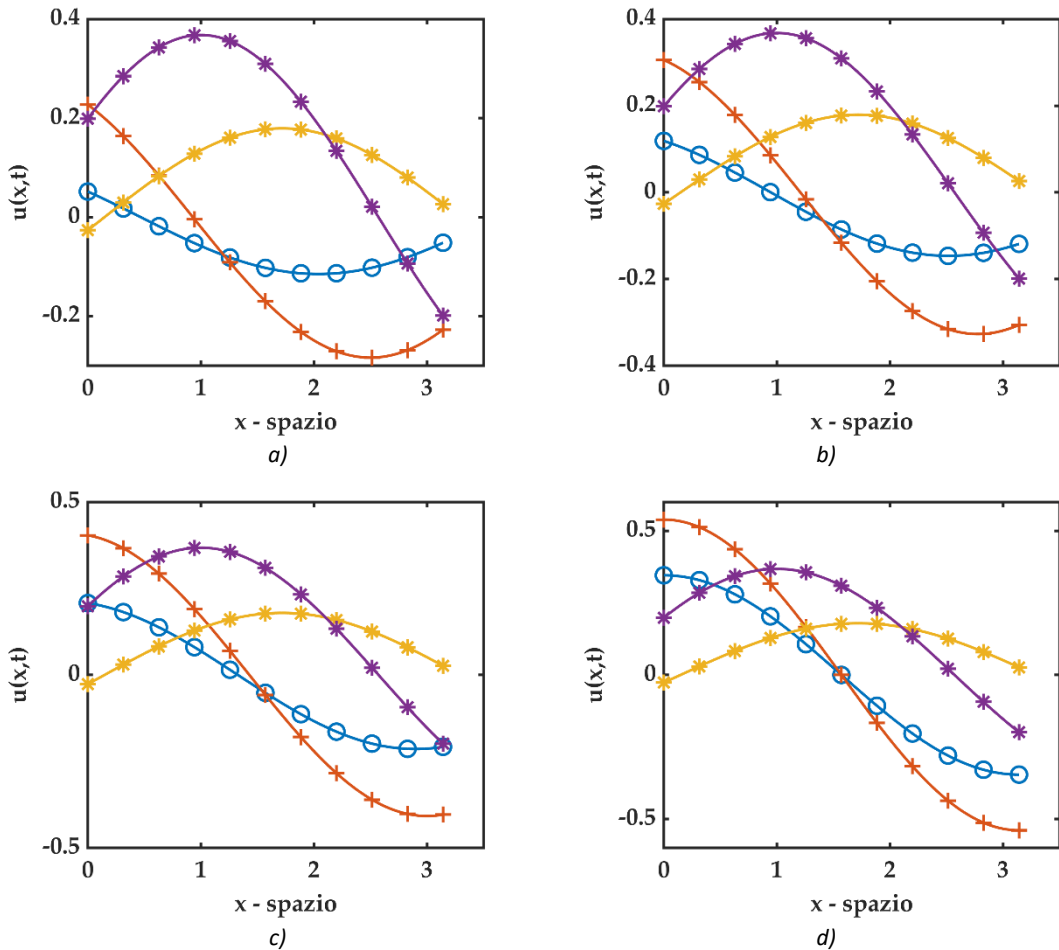 0.4
0.2
0
-0.2
u(x,t)
0 1 2 3
x - spazio
a)
0.4
0.2
0
-0.2
-0.4
u(x,t)
0 1 2 3
x - spazio
b)
0.5
0
-0.5
u(x,t)
0 1 2 3
x - spazio
c)
0.5
0
-0.5
u(x,t)
0 1 2 3
x - spazio
d)